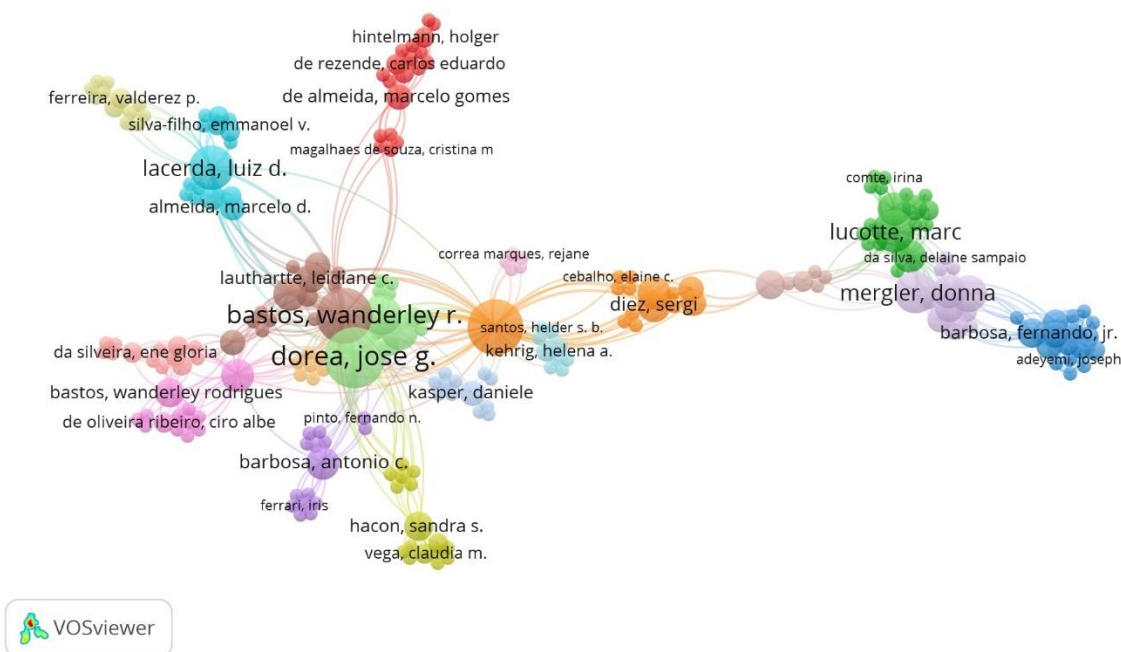 hintelmann, holger
de rezende, carlos eduardo
de almeida, marcelo gomes
magalhaes de souza, cristina m
ferreira, valderez p.
silva-filho, emmanoel v.
lacerda, luiz d.
almeida, marcelo d.
comte, irina
lucotte, marc
da silva, delaine sampaio
mergler, donna
barbosa, fernando, jr.
adeyemi, joseph
correa marques, rejane
cebalho, elaine c.
diez, sergi
lauthartte, leidiane c.
bastos, wanderley r.
santos, helder s. b.
kehrig, helena a.
dorea, jose g.
da silveira, ene gloria
bastos, wanderley rodrigues
de oliveira ribeiro, ciro albe
kasper, daniele
pinto, fernando n.
barbosa, antonio c.
ferrari, iris
hacon, sandra s.
vega, claudia m.
VOSviewer